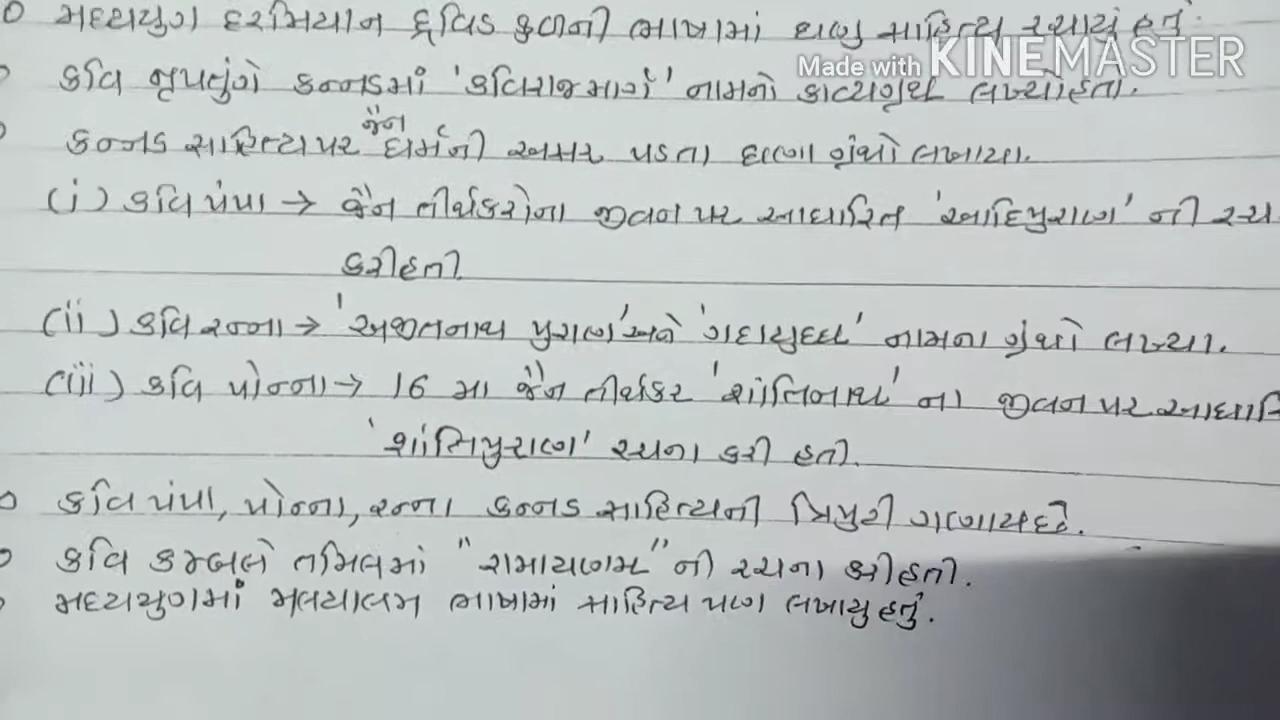 મધ્યયુગ દરમિયાન દ્રવિડ કુળની ભાષામાં ઘણુ સાહિત્ય રચાયું હતું.
Made with KINEMASTER
કવિ નૃપતુંગે કન્નડમાં 'કવિરાજમાર્ગ' નામનો કાવ્યગ્રંથ લખ્યો હતો.
કન્નડ સાહિત્ય પર જૈન ધર્મની અસર પડતા ઘણા ગ્રંથો લખાયા.
(i) કવિ પંપા → જૈન તીર્થંકરોના જીવન પર આધારિત 'આદિપુરાણ' ની રચ
કરી હતી.
(ii) કવિ રન્ના → 'અજીતનાથ પુરાણ' અને 'ગદાયુદ્ધ' નામના ગ્રંથો લખ્યા.
(iii) કવિ પોન્ના → 16 મા જૈન તીર્થંકર 'શાંતિનાથ' ના જીવન પર આધારિ
'શાંતિપુરાણ' રચના કરી હતી.
કવિ પંપા, પોન્ના, રન્ના કન્નડ સાહિત્યની ત્રિપુટી ગણાય છે.
કવિ કમ્બલે તમિલમાં "રામાયણમ" ની રચના કરી હતી.
મધ્યયુગમાં મલયાલમ ભાષામાં સાહિત્ય પણ લખાયુ હતું.